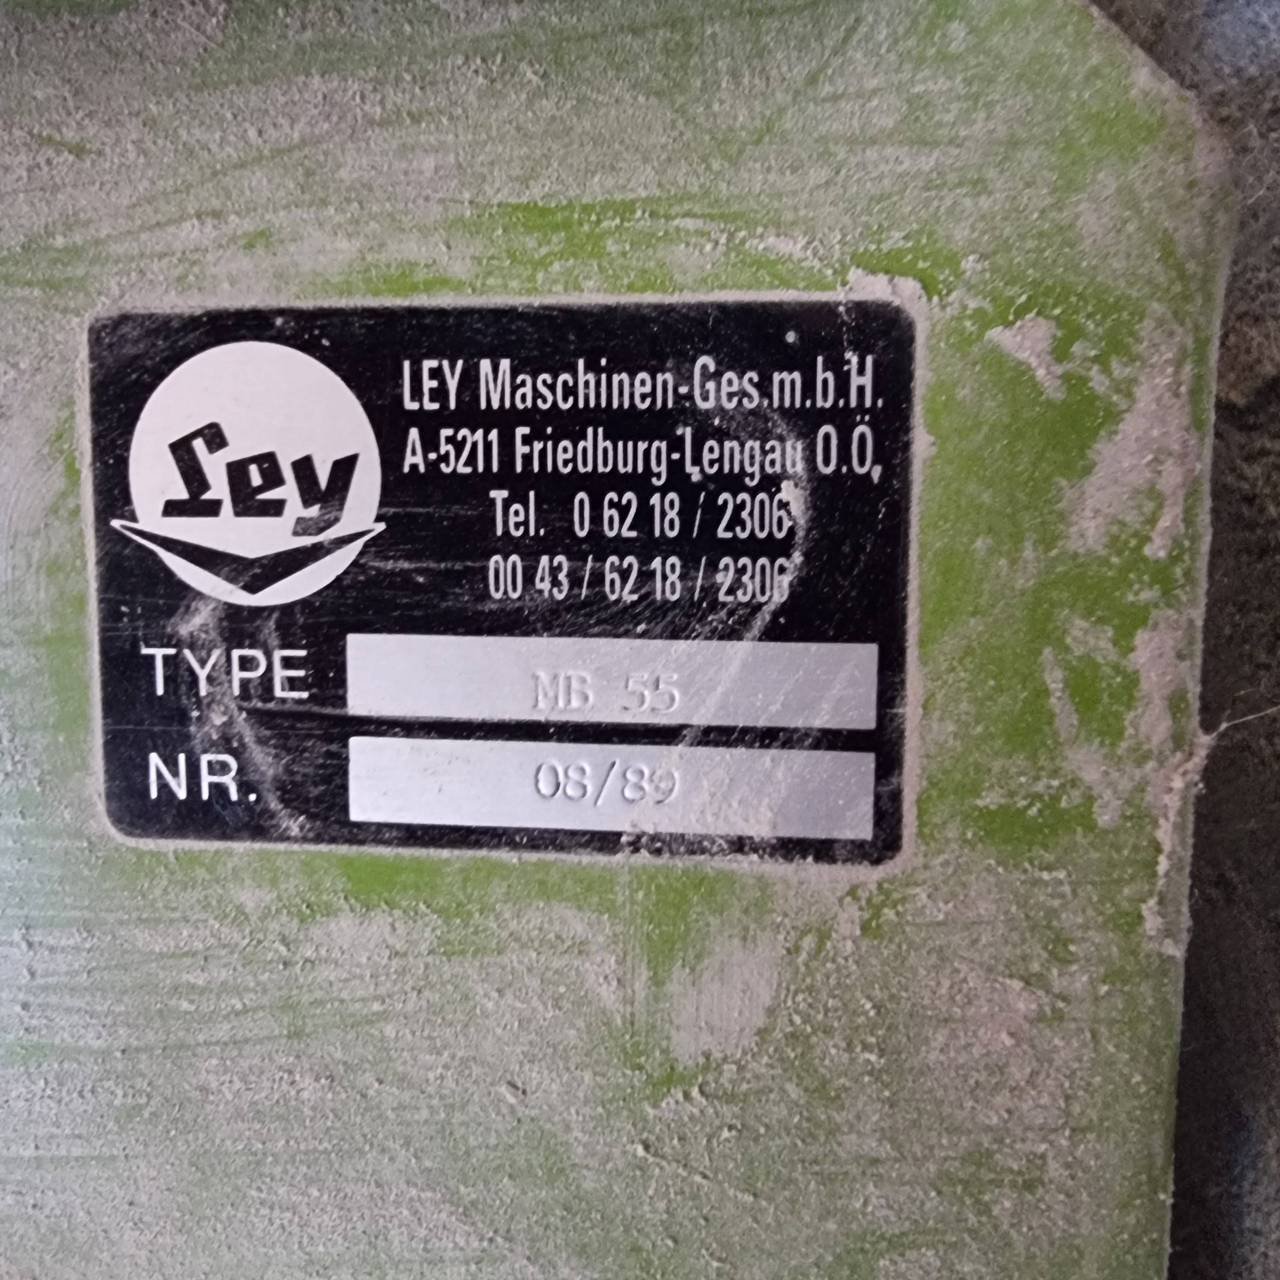 Ley
LEY Maschinen-Ges.m.b.H.
A-5211 Friedburg-Lengau O.Ö.
Tel. 0 62 18 / 2306
00 43 / 62 18 / 2306
TYPE MB 55
NR. 08/89